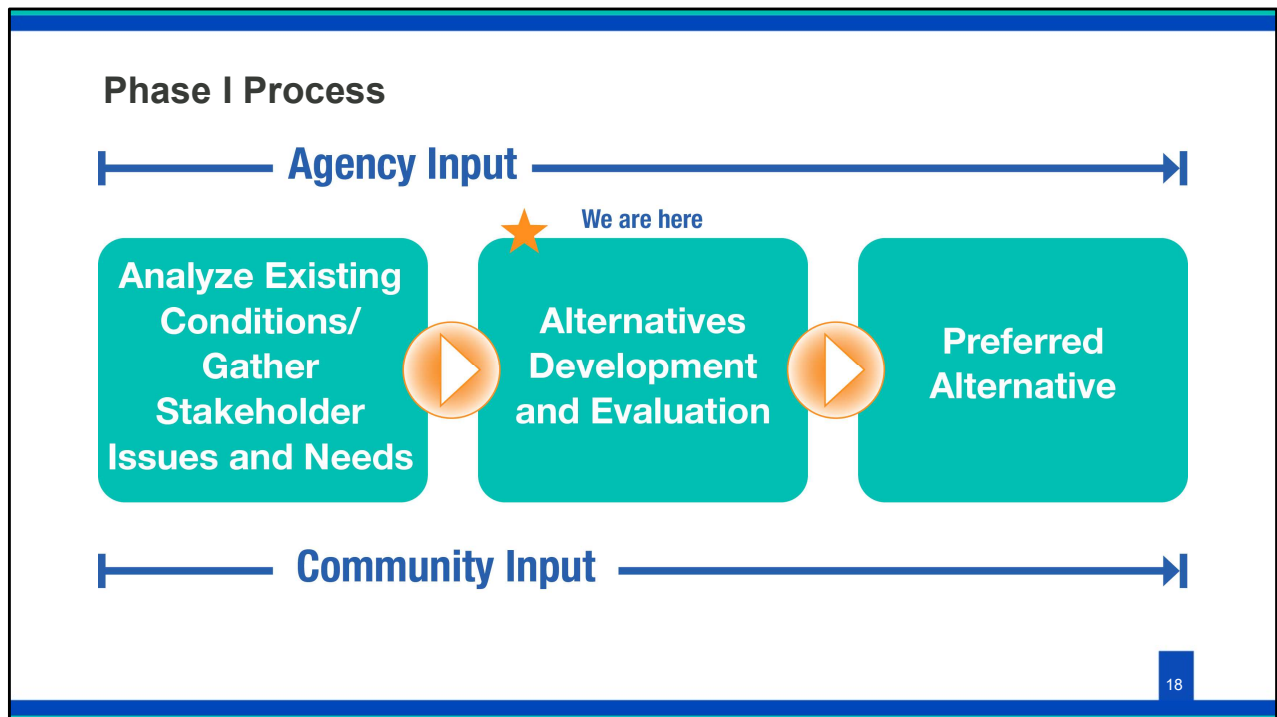 Phase I Process
Agency Input
We are here
Analyze Existing
Conditions/
Gather
Stakeholder
Issues and Needs
Alternatives
Development
and Evaluation
Preferred
Alternative
Community Input
18